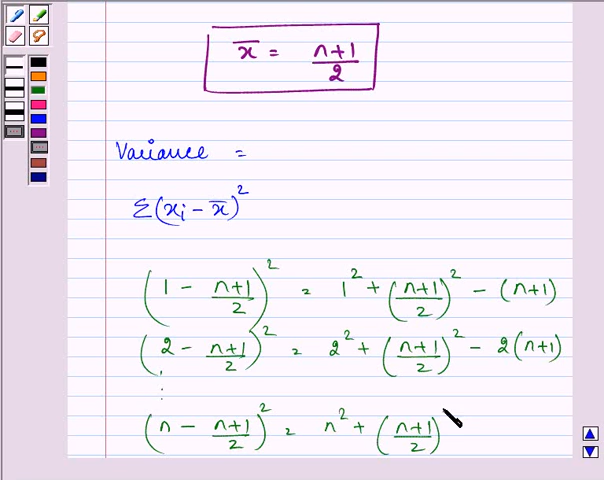 x̄ = (n+1)/2
Variance =
Σ(xᵢ - x̄)²
(1 - (n+1)/2)² = 1² + ((n+1)/2)² - (n+1)
(2 - (n+1)/2)² = 2² + ((n+1)/2)² - 2(n+1)
⋮
(n - (n+1)/2)² = n² + ((n+1)/2)